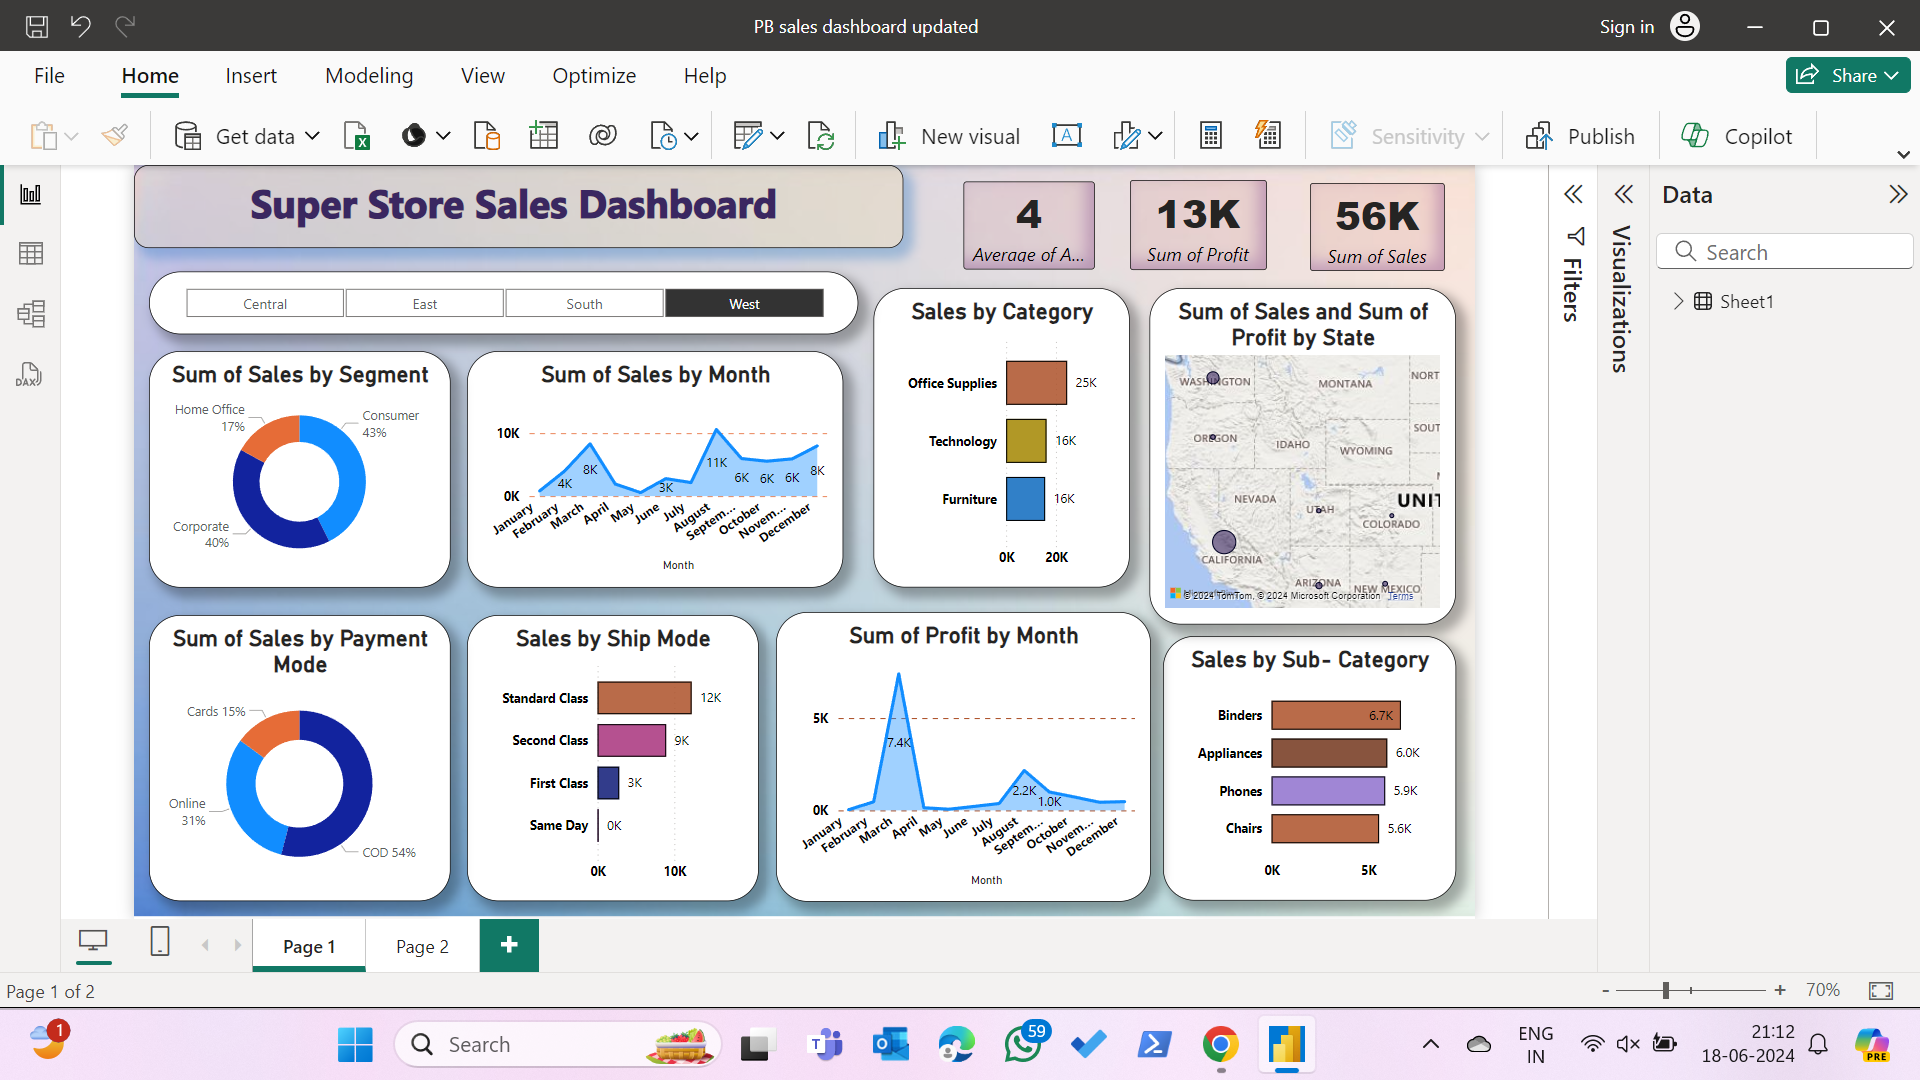 PB sales dashboard updated
Sign in
File
Home
Insert
Modeling
View
Optimize
Help
Share
Get data
New visual
Sensitivity
Publish
Copilot
Super Store Sales Dashboard
4
Average of A...
13K
Sum of Profit
56K
Sum of Sales
Central
East
South
West
Sum of Sales by Segment
Home Office
17%
Consumer
43%
Corporate
40%
Sum of Sales by Month
10K
0K
4K
8K
3K
11K
6K
6K
6K
8K
January
February
March
April
May
June
July
August
Septem...
October
Novem...
December
Month
Sales by Category
Office Supplies
25K
Technology
16K
Furniture
16K
0K
20K
Sum of Sales and Sum of
Profit by State
WASHINGTON
MONTANA
NORT
OREGON
IDAHO
SOUT
WYOMING
NEVADA
UNIT
UTAH
COLORADO
CALIFORNIA
ARIZONA
NEW MEXICO
© 2024 TomTom, © 2024 Microsoft Corporation
Terms
Sum of Sales by Payment
Mode
Cards 15%
Online
31%
COD 54%
Sales by Ship Mode
Standard Class
12K
Second Class
9K
First Class
3K
Same Day
0K
0K
10K
Sum of Profit by Month
5K
0K
7.4K
2.2K
1.0K
January
February
March
April
May
June
July
August
Septem...
October
Novem...
December
Month
Sales by Sub- Category
Binders
6.7K
Appliances
6.0K
Phones
5.9K
Chairs
5.6K
0K
5K
Filters
Visualizations
Data
Search
Sheet1
DAX
Page 1
Page 2
+
Page 1 of 2
- +
70%
1
Search
T
59
ENG
IN
21:12
18-06-2024
PRE